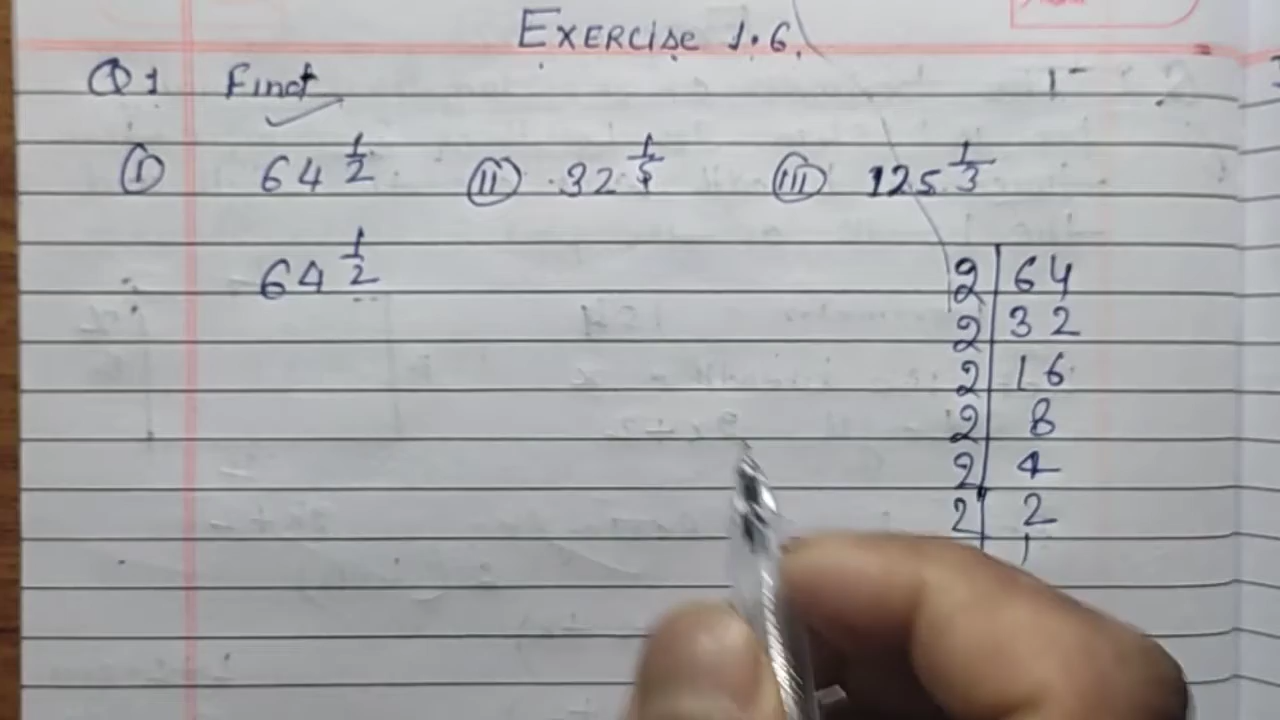 Exercise 1.6.
Q1 Find
(i) 64^1/2 (ii) 32^1/5 (iii) 125^1/3
64^1/2
2 | 64
2 | 32
2 | 16
2 | 8
2 | 4
2 | 2
1